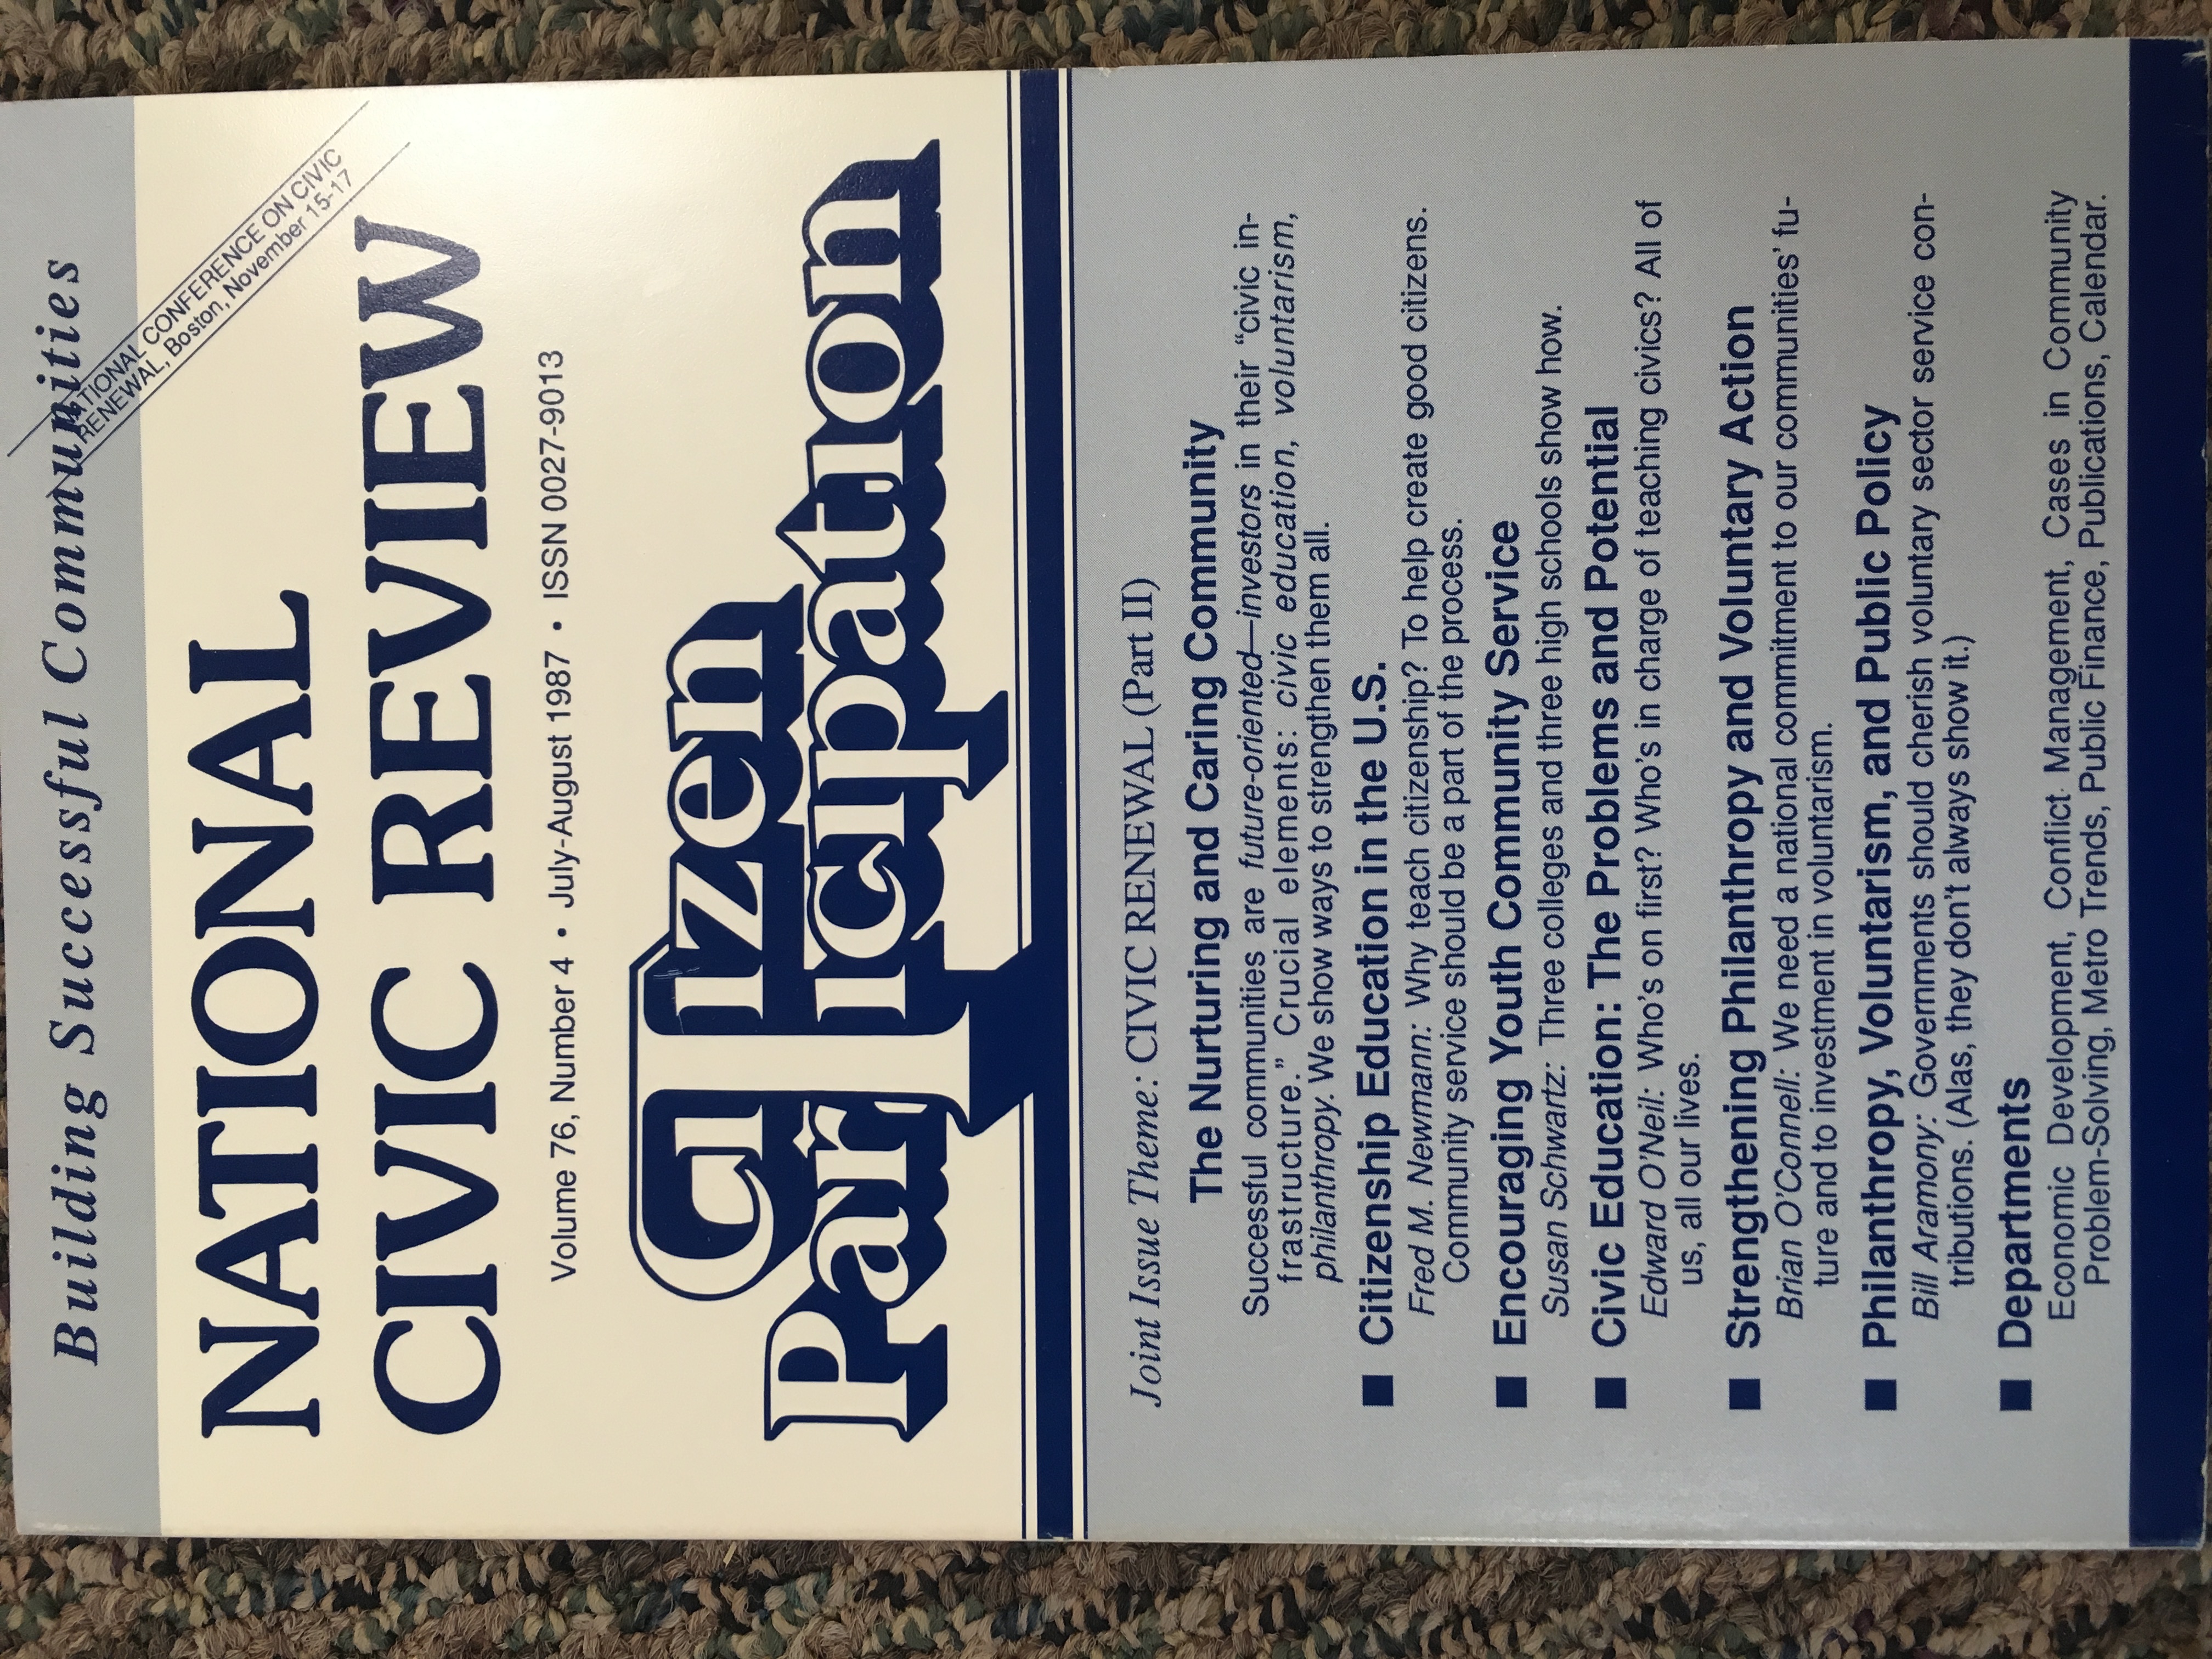 Building Successful Communities
NATIONAL CONFERENCE ON CIVIC
RENEWAL, Boston, November 15-17
NATIONAL
CIVIC REVIEW
Volume 76, Number 4 • July-August 1987 • ISSN 0027-9013
Citizen
Participation
Joint Issue Theme: CIVIC RENEWAL (Part II)
The Nurturing and Caring Community
Successful communities are future-oriented—investors in their “civic in-
frastructure.” Crucial elements: civic education, voluntarism,
philanthropy. We show ways to strengthen them all.
■ Citizenship Education in the U.S.
Fred M. Newmann: Why teach citizenship? To help create good citizens.
Community service should be a part of the process.
■ Encouraging Youth Community Service
Susan Schwartz: Three colleges and three high schools show how.
■ Civic Education: The Problems and Potential
Edward O'Neil: Who's on first? Who's in charge of teaching civics? All of
us, all our lives.
■ Strengthening Philanthropy and Voluntary Action
Brian O'Connell: We need a national commitment to our communities' fu-
ture and to investment in voluntarism.
■ Philanthropy, Voluntarism, and Public Policy
Bill Aramony: Governments should cherish voluntary sector service con-
tributions. (Alas, they don't always show it.)
■ Departments
Economic Development, Conflict Management, Cases in Community
Problem-Solving, Metro Trends, Public Finance, Publications, Calendar.